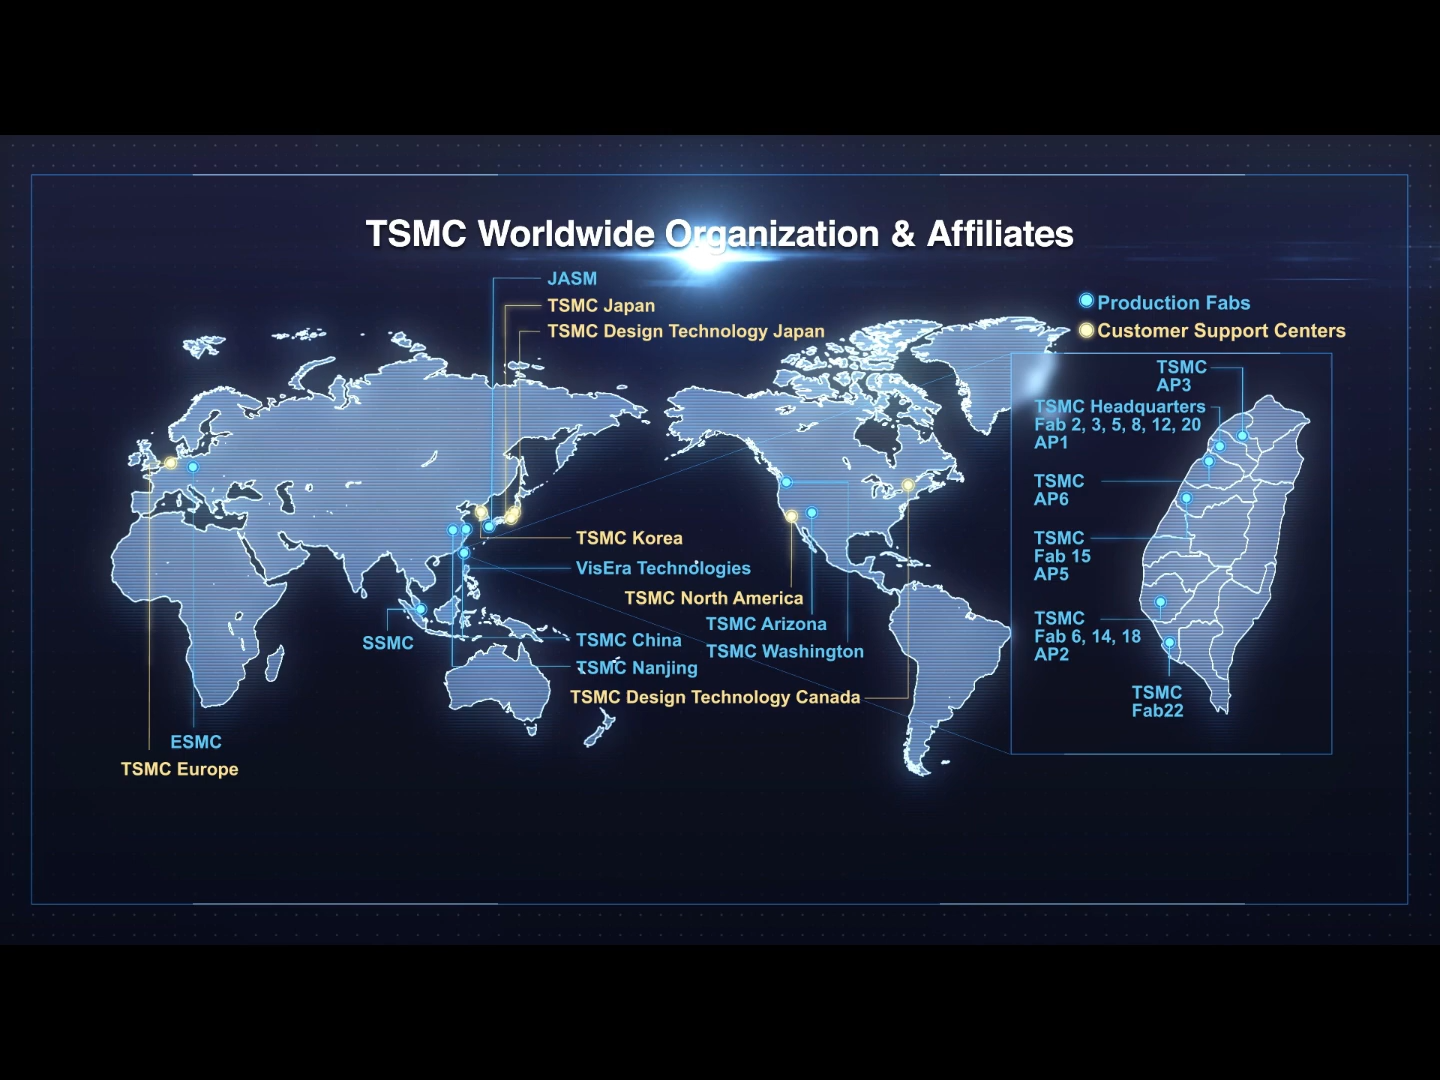 TSMC Worldwide Organization & Affiliates
JASM
TSMC Japan
TSMC Design Technology Japan
Production Fabs
Customer Support Centers
TSMC
AP3
TSMC Headquarters
Fab 2, 3, 5, 8, 12, 20
AP1
TSMC
AP6
TSMC
Fab 15
AP5
TSMC
Fab 6, 14, 18
AP2
TSMC
Fab22
TSMC Korea
VisEra Technologies
TSMC North America
TSMC Arizona
TSMC Washington
SSMC
TSMC China
TSMC Nanjing
TSMC Design Technology Canada
ESMC
TSMC Europe